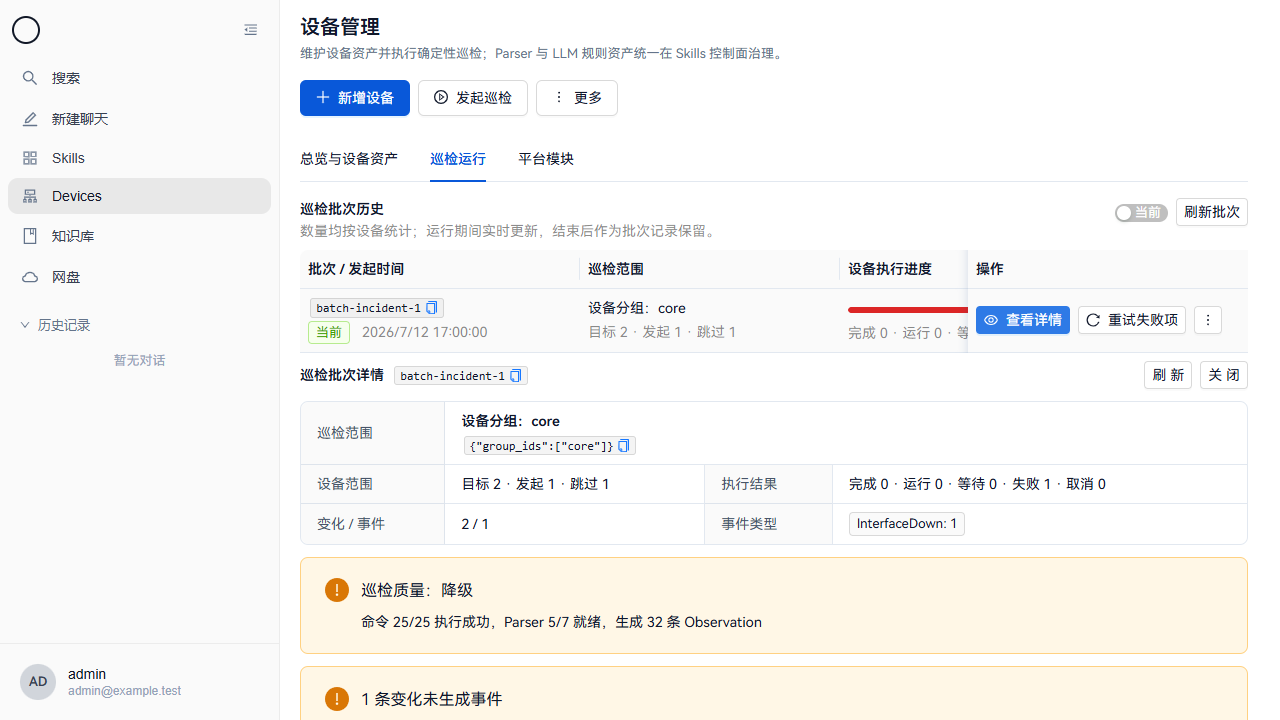 搜索
新建聊天
Skills
Devices
知识库
网盘
历史记录
暂无对话
AD
admin
admin@example.test
设备管理
维护设备资产并执行确定性巡检；Parser 与 LLM 规则资产统一在 Skills 控制面治理。
新增设备
发起巡检
更多
总览与设备资产
巡检运行
平台模块
巡检批次历史
数量均按设备统计；运行期间实时更新，结束后作为批次记录保留。
当前
刷新批次
批次 / 发起时间
巡检范围
设备执行进度
操作
batch-incident-1
当前
2026/7/12 17:00:00
设备分组：core
目标 2 · 发起 1 · 跳过 1
完成 0 · 运行 0 · 等
查看详情
重试失败项
巡检批次详情
batch-incident-1
刷 新
关 闭
巡检范围
设备分组：core
{"group_ids":["core"]}
设备范围
目标 2 · 发起 1 · 跳过 1
执行结果
完成 0 · 运行 0 · 等待 0 · 失败 1 · 取消 0
变化 / 事件
2 / 1
事件类型
InterfaceDown: 1
巡检质量：降级
命令 25/25 执行成功，Parser 5/7 就绪，生成 32 条 Observation
1 条变化未生成事件